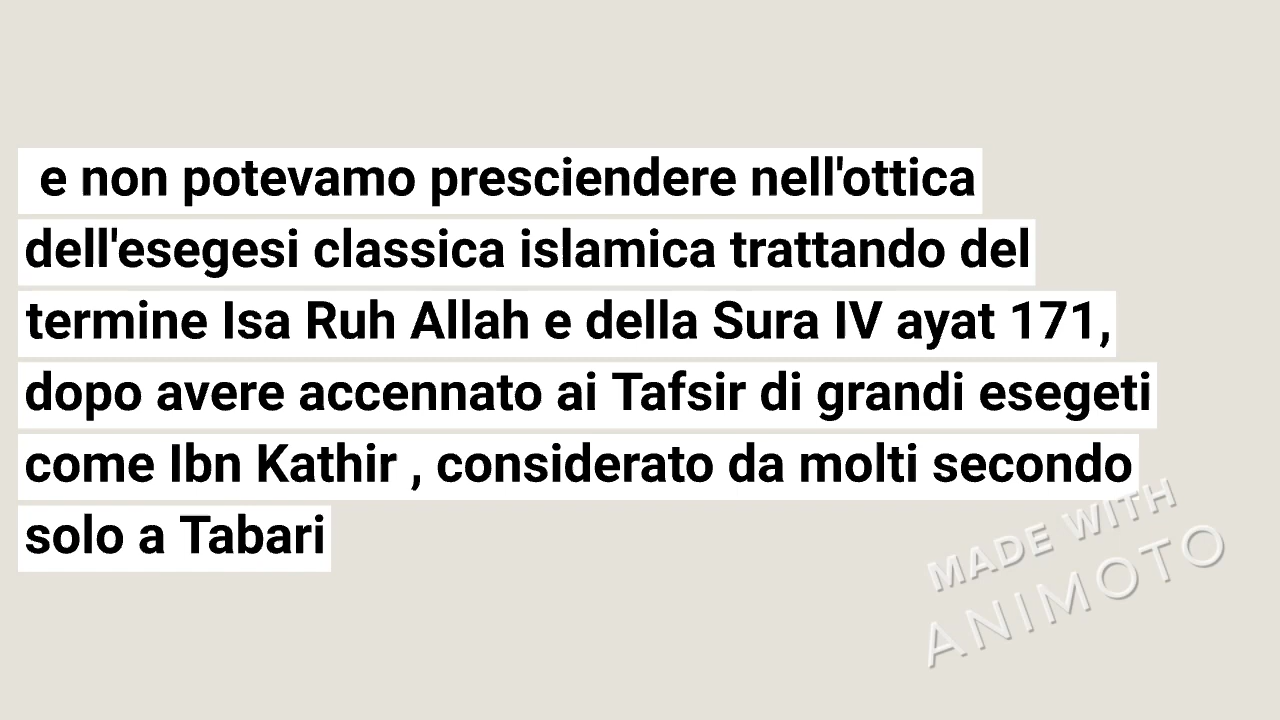 e non potevamo presciendere nell'ottica
dell'esegesi classica islamica trattando del
termine Isa Ruh Allah e della Sura IV ayat 171,
dopo avere accennato ai Tafsir di grandi esegeti
come Ibn Kathir , considerato da molti secondo
solo a Tabari
MADE WITH
ANIMOTO